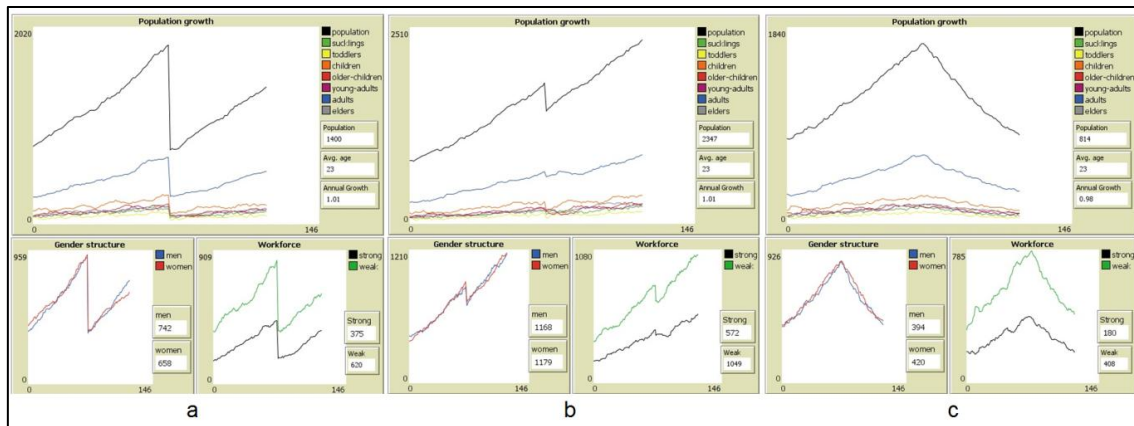 Population growth
2020
0
0
146
population
sucklings
toddlers
children
older-children
young-adults
adults
elders
Population
1400
Avg. age
23
Annual Growth
1.01
Gender structure
959
0
0
146
men
women
men
742
women
658
Workforce
909
0
0
146
strong
weak
Strong
375
Weak
620
a
Population growth
2510
0
0
146
population
sucklings
toddlers
children
older-children
young-adults
adults
elders
Population
2347
Avg. age
23
Annual Growth
1.01
Gender structure
1210
0
0
146
men
women
men
1168
women
1179
Workforce
1080
0
0
146
strong
weak
Strong
572
Weak
1049
b
Population growth
1840
0
0
146
population
sucklings
toddlers
children
older-children
young-adults
adults
elders
Population
814
Avg. age
23
Annual Growth
0.98
Gender structure
926
0
0
146
men
women
men
394
women
420
Workforce
785
0
0
146
strong
weak
Strong
180
Weak
408
c